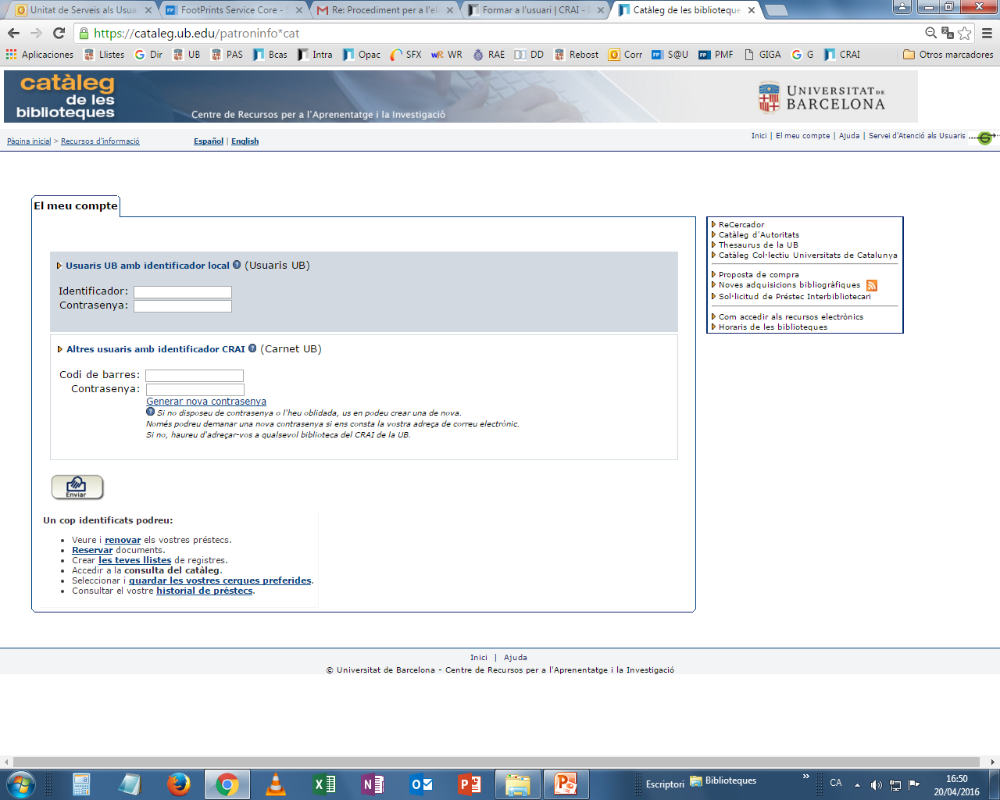 Unitat de Serveis als Usua
FootPrints Service Core - S
Re: Procediment per a l'el
Formar a l'usuari | CRAI -
Catàleg de les biblioteque
https://cataleg.ub.edu/patroninfo*cat
Aplicaciones Llistes Dir UB PAS Bcas Intra Opac SFX WR RAE DD Rebost Corr S@U PMF GIGA G CRAI Otros marcadores
catàleg
de les
biblioteques
Centre de Recursos per a l'Aprenentatge i la Investigació
UNIVERSITAT DE
BARCELONA
Pàgina inicial > Recursos d'informació
Español | English
Inici | El meu compte | Ajuda | Servei d'Atenció als Usuaris
El meu compte
Usuaris UB amb identificador local ? (Usuaris UB)
Identificador:
Contrasenya:
Altres usuaris amb identificador CRAI ? (Carnet UB)
Codi de barres:
Contrasenya:
Generar nova contrasenya
? Si no disposeu de contrasenya o l'heu oblidada, us en podeu crear una de nova.
Només podreu demanar una nova contrasenya si ens consta la vostra adreça de correu electrònic.
Si no, haureu d'adreçar-vos a qualsevol biblioteca del CRAI de la UB.
Enviar
Un cop identificats podreu:
• Veure i renovar els vostres préstecs.
• Reservar documents.
• Crear les teves llistes de registres.
• Accedir a la consulta del catàleg.
• Seleccionar i guardar les vostres cerques preferides.
• Consultar el vostre historial de préstecs.
ReCercador
Catàleg d'Autoritats
Thesaurus de la UB
Catàleg Col·lectiu Universitats de Catalunya
Proposta de compra
Noves adquisicions bibliogràfiques
Sol·licitud de Préstec Interbibliotecari
Com accedir als recursos electrònics
Horaris de les biblioteques
Inici | Ajuda
© Universitat de Barcelona - Centre de Recursos per a l'Aprenentatge i la Investigació
Escriptori Biblioteques » CA
16:50
20/04/2016